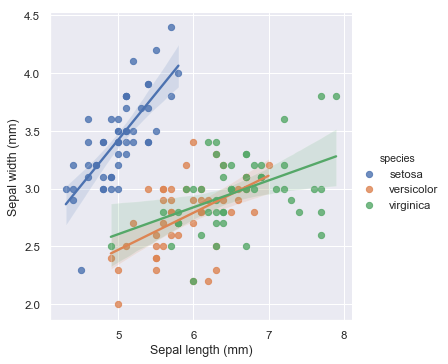 4.5
4.0
3.5
3.0
2.5
2.0
Sepal width (mm)
5
6
7
8
Sepal length (mm)
species
setosa
versicolor
virginica